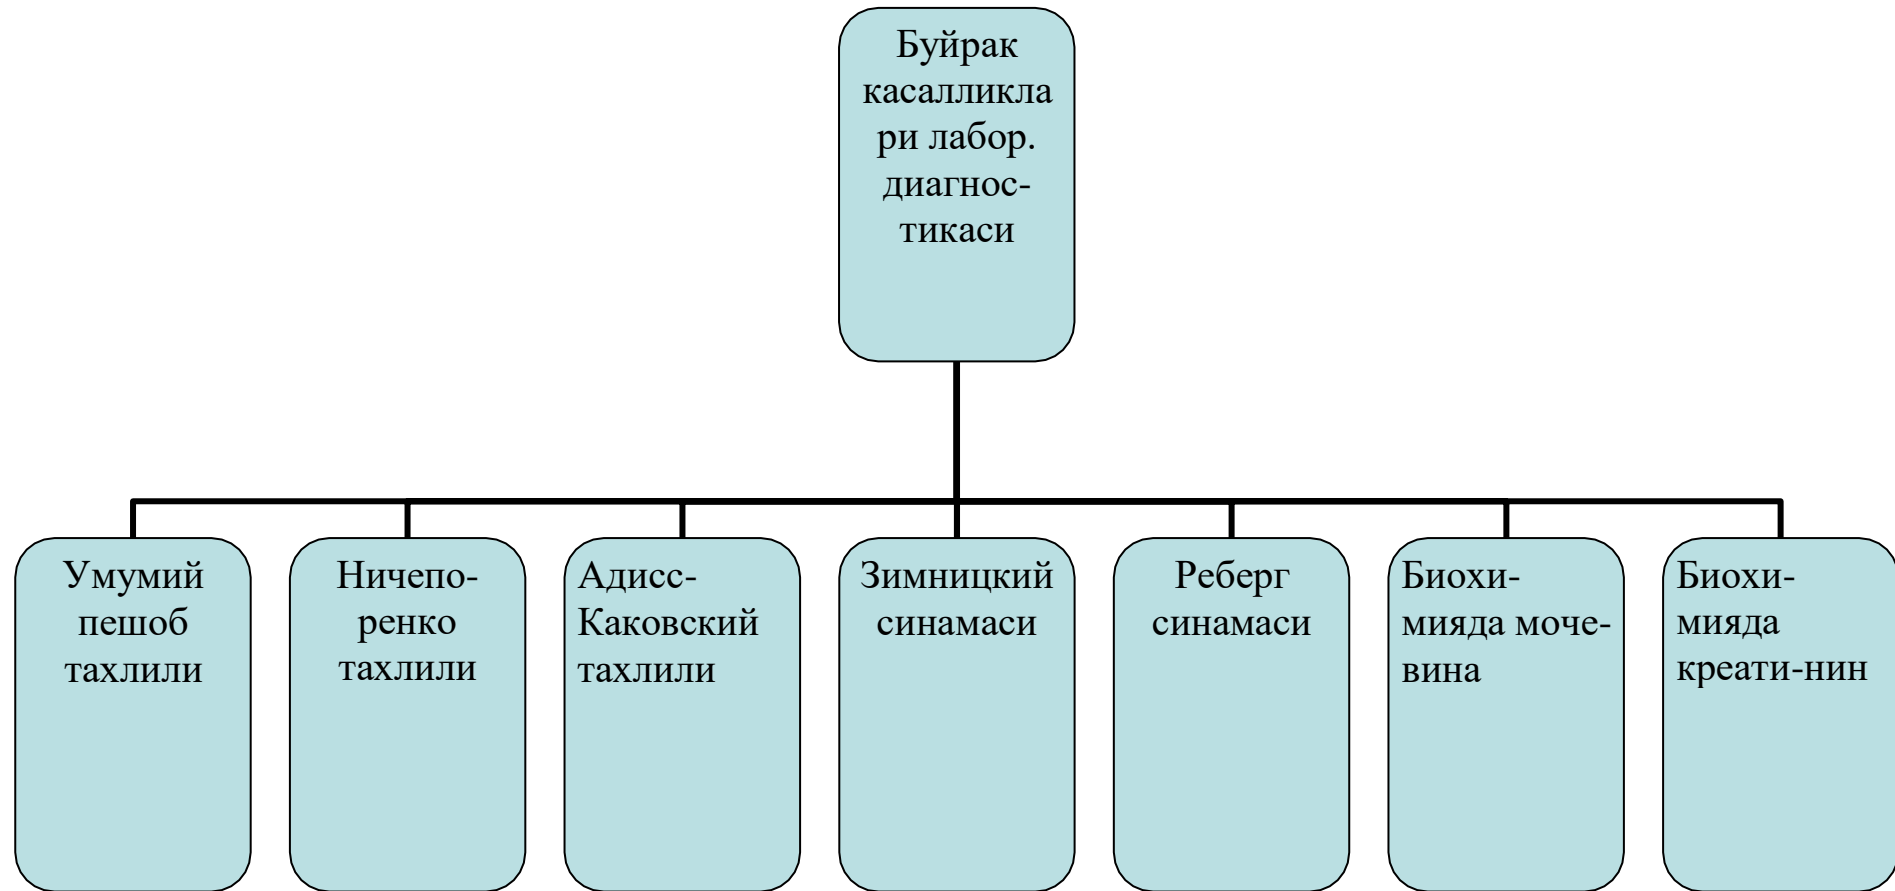 Буйрак
касалликла
ри лабор.
диагнос-
тикаси
Умумий
пешоб
тахлили
Ничепо-
ренко
тахлили
Адисс-
Каковский
тахлили
Зимницкий
синамаси
Реберг
синамаси
Биохи-
мияда моче-
вина
Биохи-
мияда
креати-нин